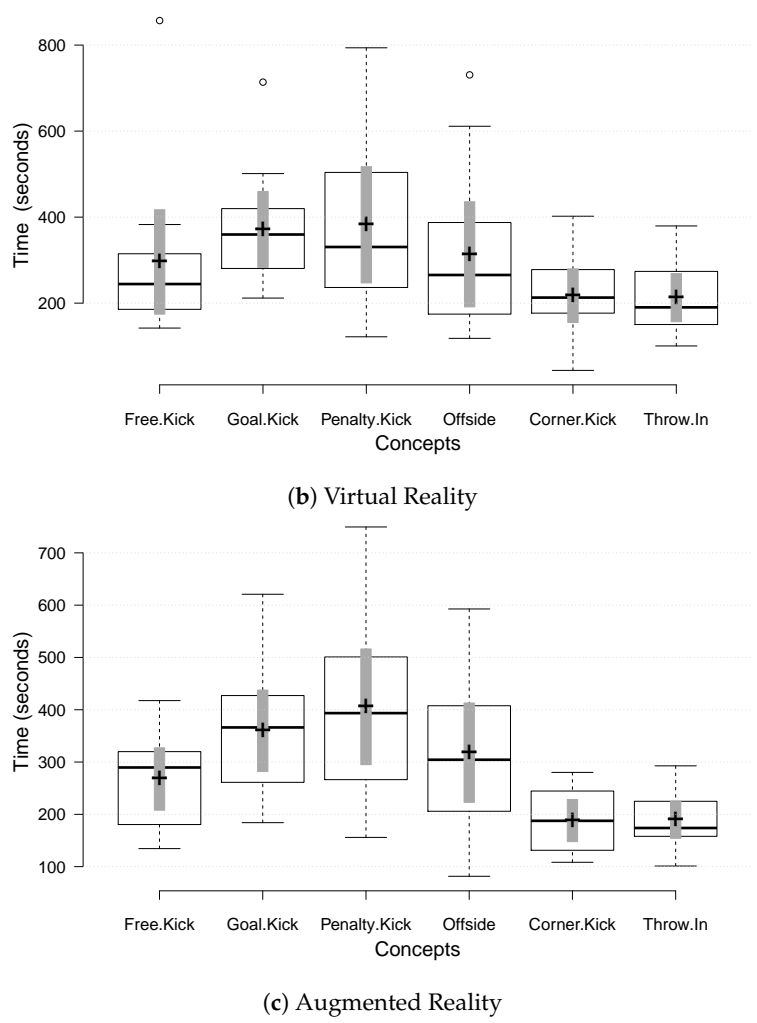 800
600
400
200
Time (seconds)
Free.Kick Goal.Kick Penalty.Kick Offside Corner.Kick Throw.In
Concepts
(b) Virtual Reality
700
600
500
400
300
200
100
Time (seconds)
Free.Kick Goal.Kick Penalty.Kick Offside Corner.Kick Throw.In
Concepts
(c) Augmented Reality